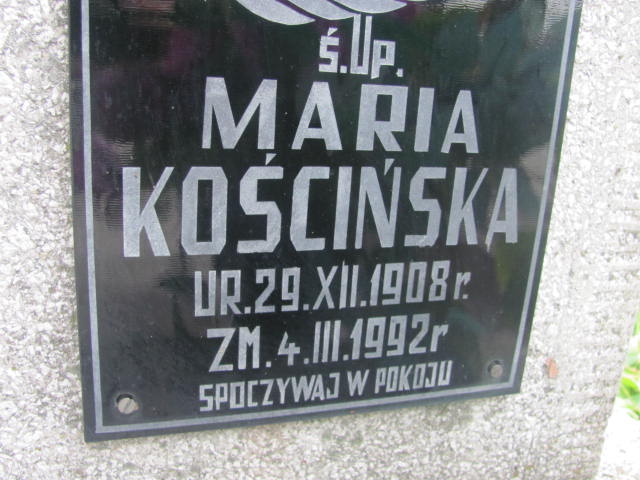 Ś.Up.
MARIA
KOŚCIŃSKA
UR.29.XII.1908r.
ZM.4.III.1992r
SPOCZYWAJ W POKOJU